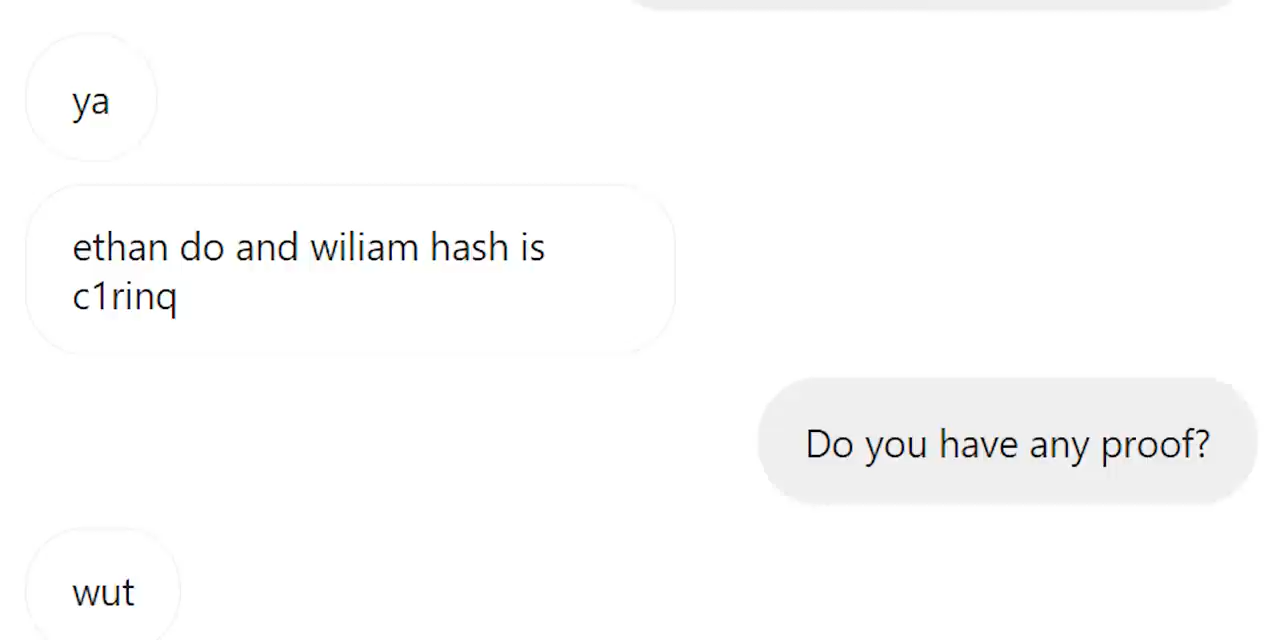 ya
ethan do and wiliam hash is
c1rinq
Do you have any proof?
wut